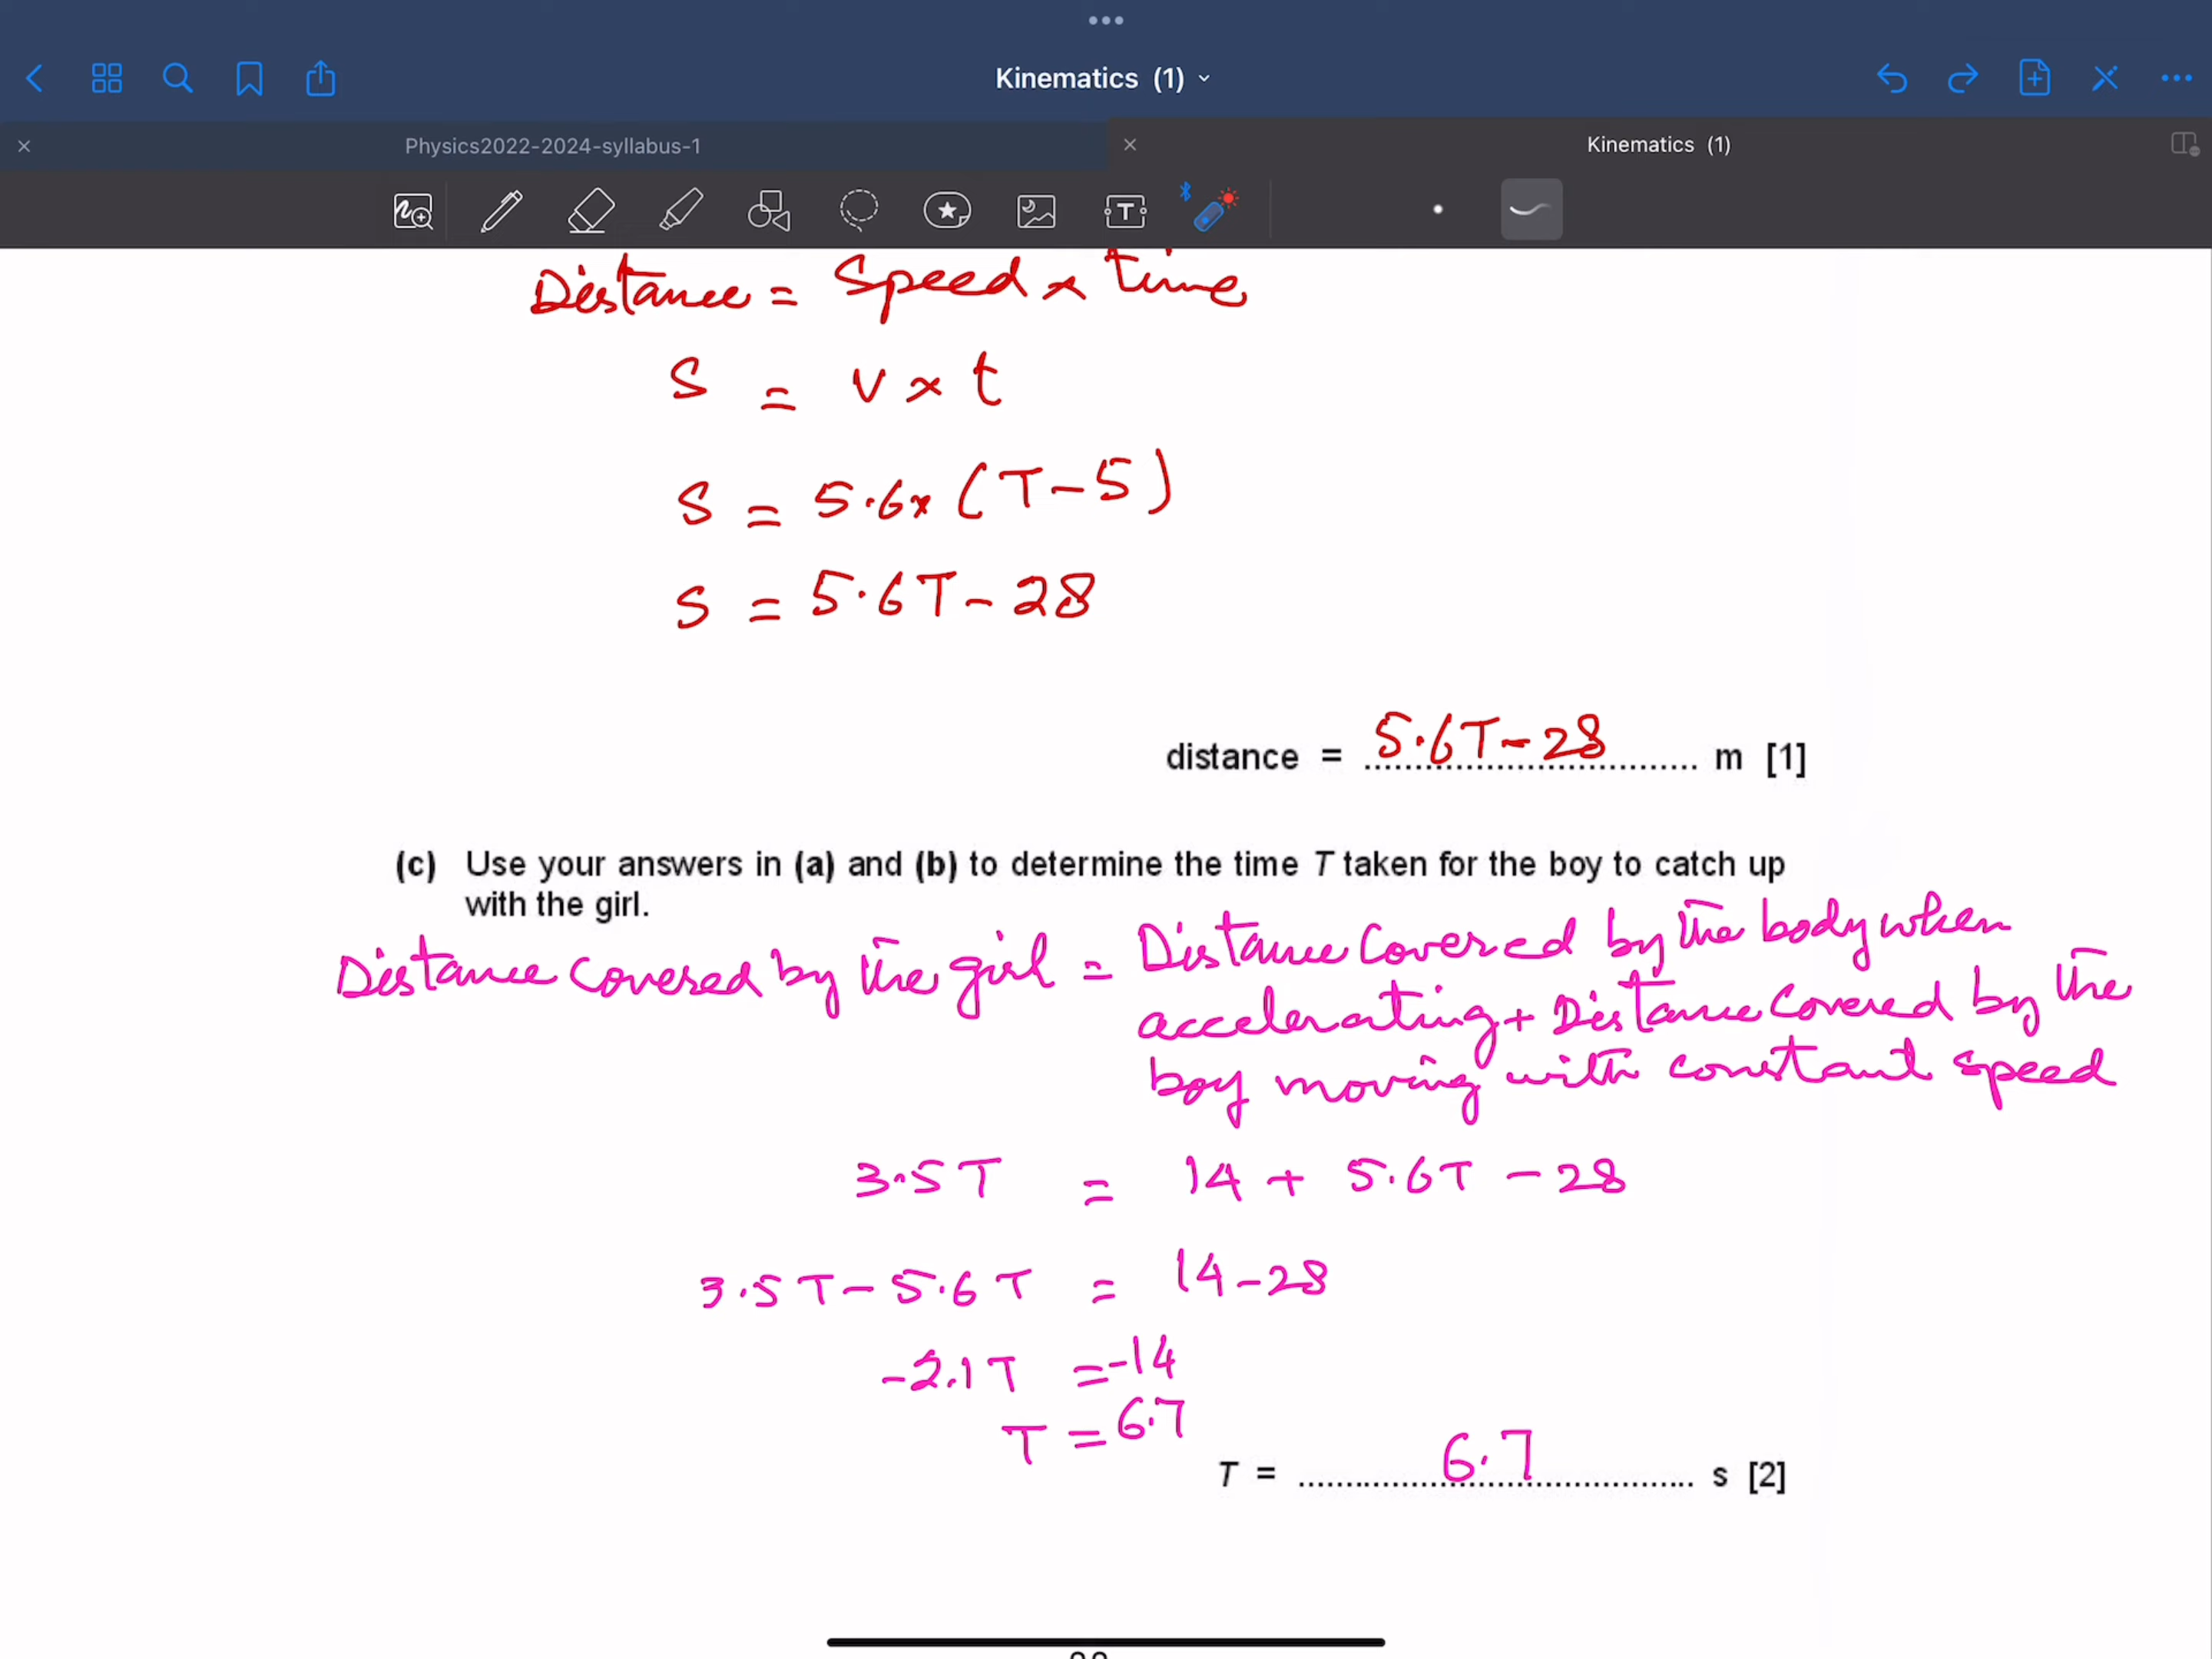 Kinematics (1)
Physics2022-2024-syllabus-1
Kinematics (1)
Distance = Speed × time
S = v × t
S = 5.6 × (T - 5)
S = 5.6T - 28
distance = 5.6T - 28 m [1]
(c) Use your answers in (a) and (b) to determine the time T taken for the boy to catch up
with the girl.
Distance covered by the girl = Distance covered by the body when
accelerating + Distance covered by the
boy moving with constant speed
3.5T = 14 + 5.6T - 28
3.5T - 5.6T = 14 - 28
-2.1T = -14
T = 6.7
T = 6.7 s [2]